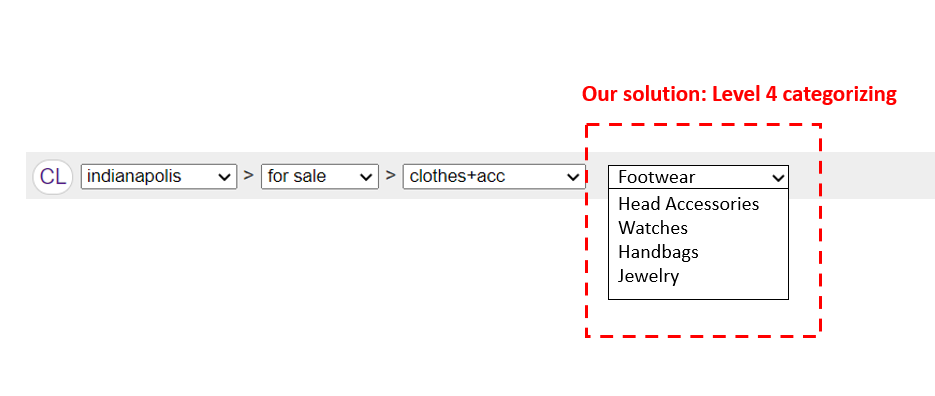 Our solution: Level 4 categorizing
CL indianapolis > for sale > clothes+acc Footwear
Head Accessories
Watches
Handbags
Jewelry